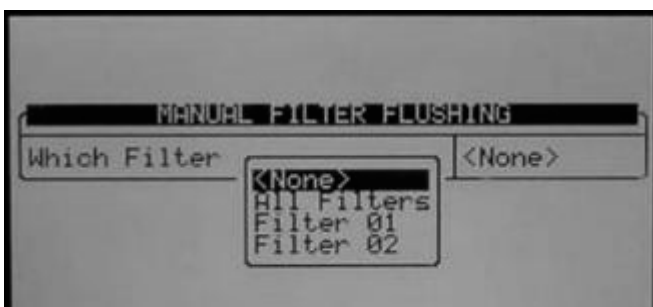 MANUAL FILTER FLUSHING
Which Filter <None>
<None>
All Filters
Filter 01
Filter 02